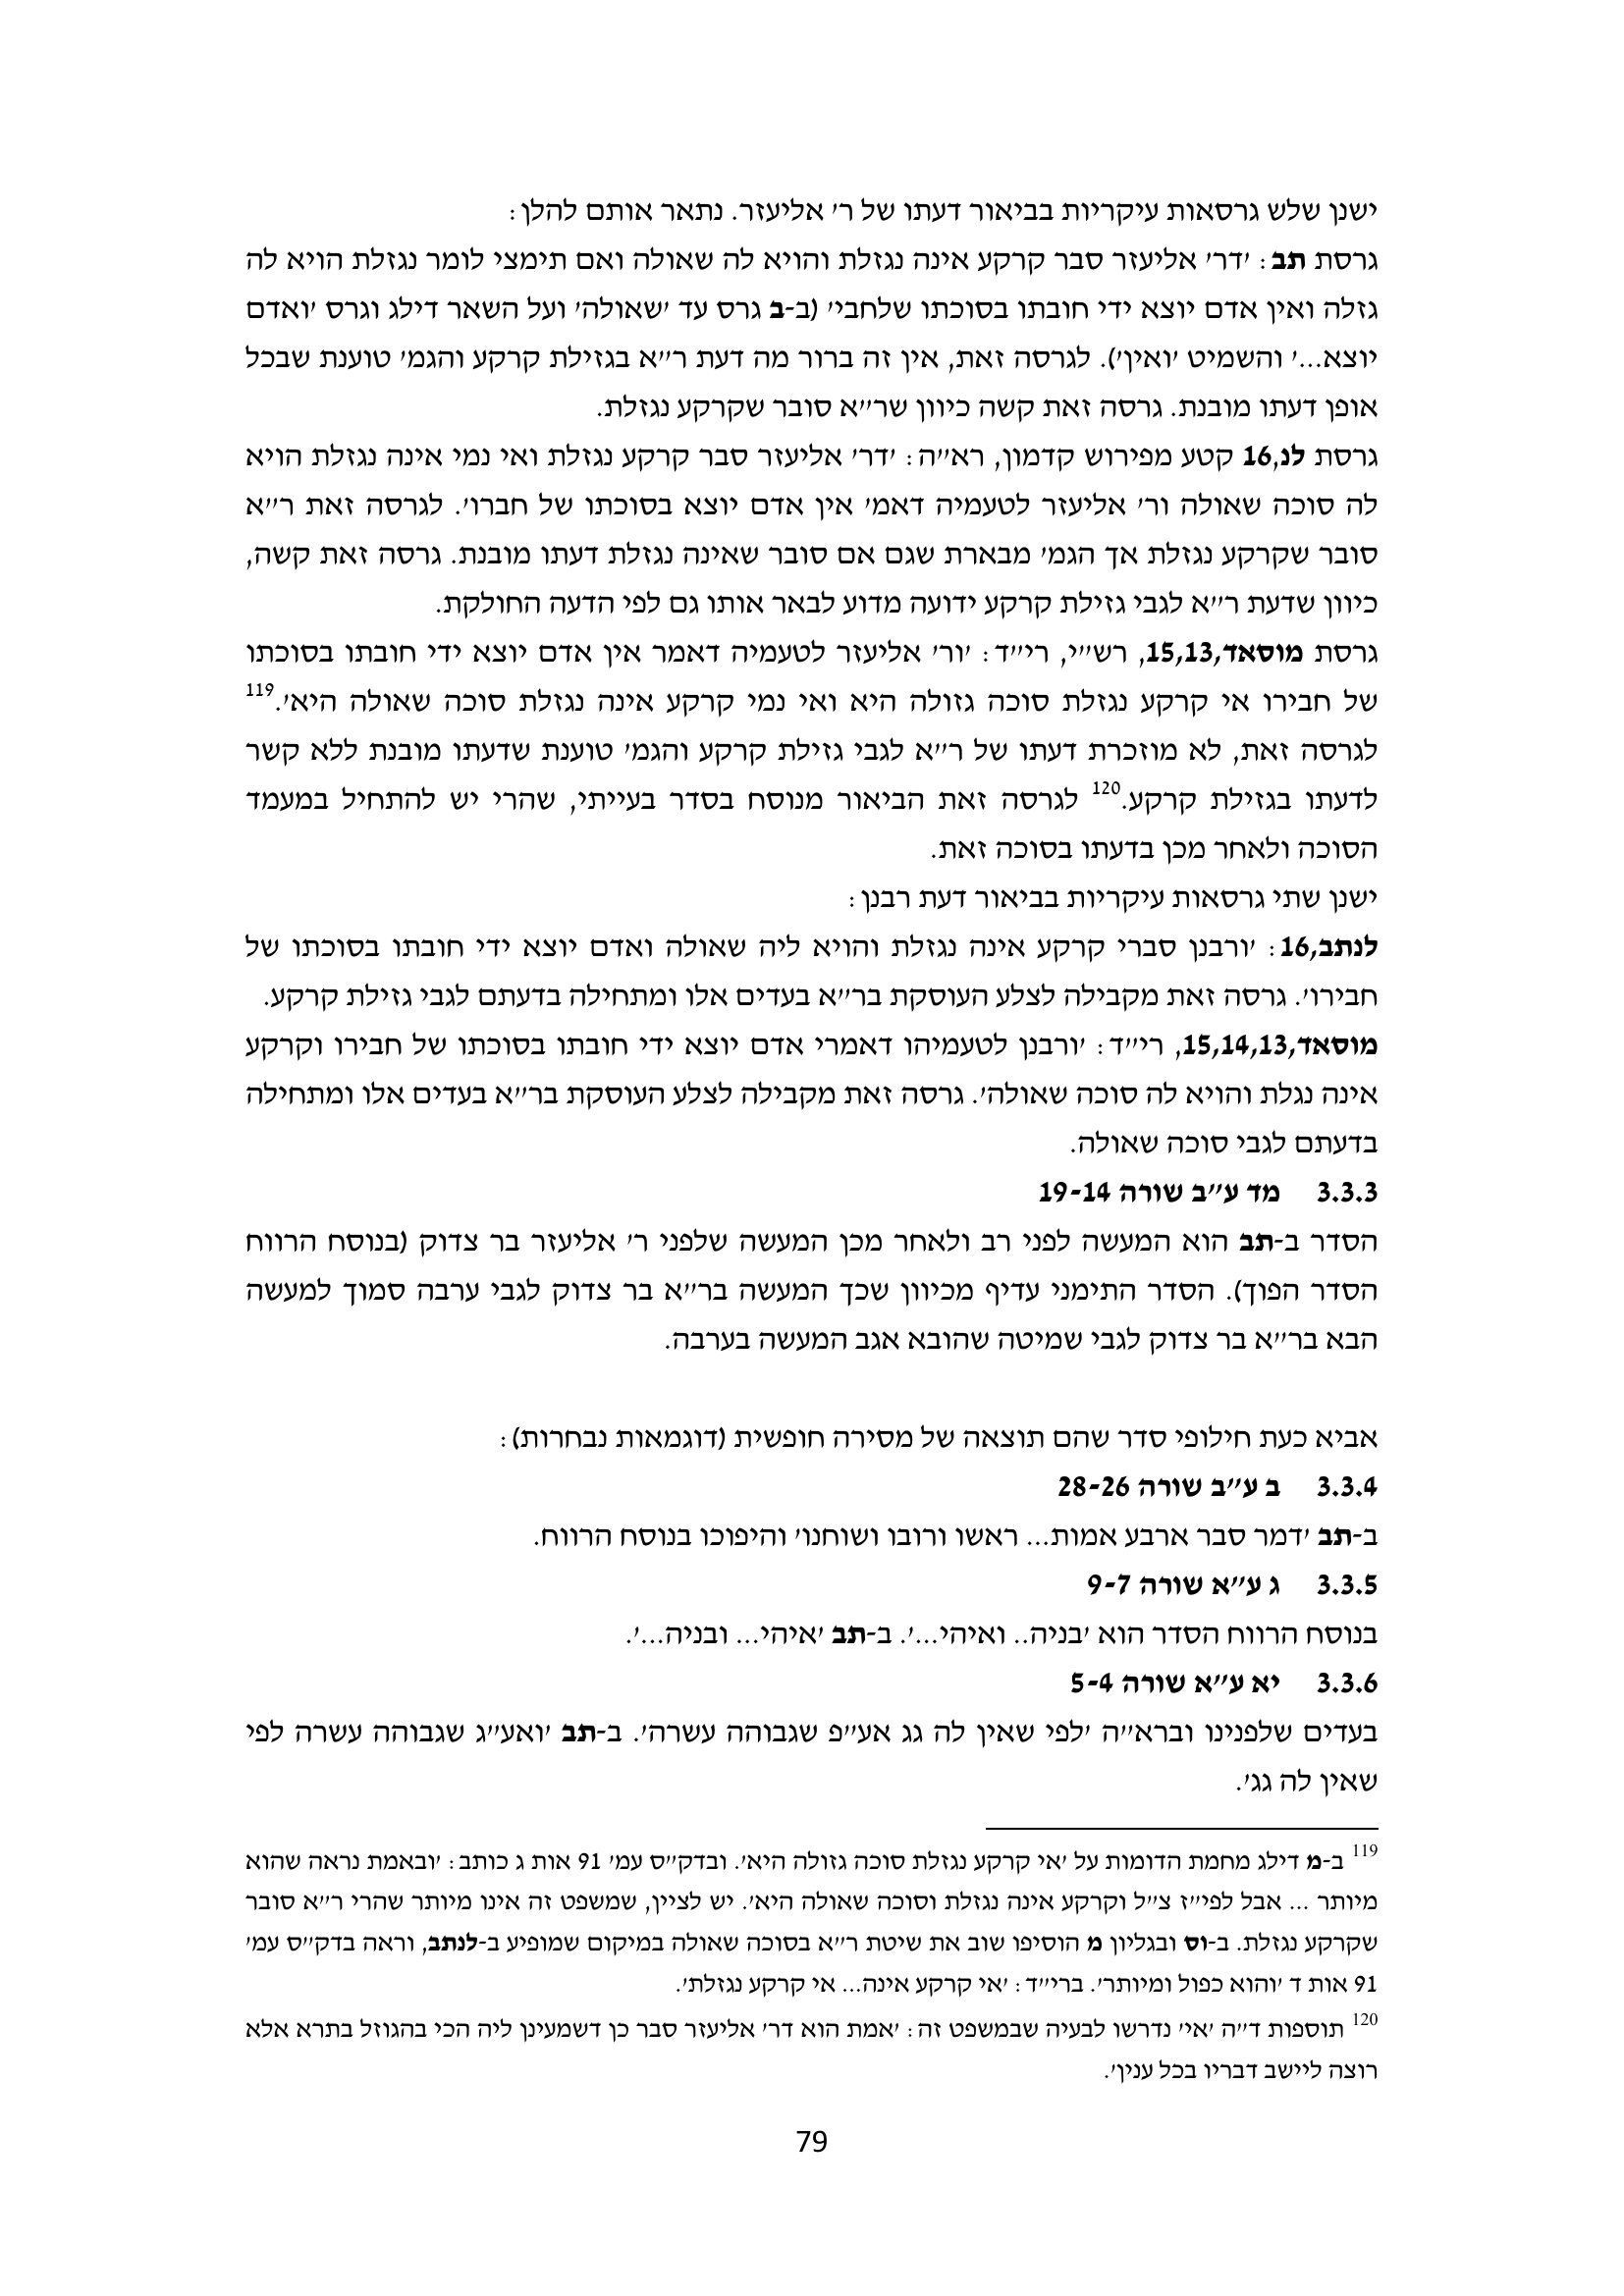 ישנן שלש גרסאות עיקריות בביאור דעתו של ר' אליעזר. נתאר אותם להלן:
גרסת תב: 'דר' אליעזר סבר קרקע אינה נגזלת והויא לה שאולה ואם תימצי לומר נגזלת הויא לה
גזלה ואין אדם יוצא ידי חובתו בסוכתו שלחבי' (ב-ב גרס עד 'שאולה' ועל השאר דילג וגרס 'ואדם
יוצא...' והשמיט 'ואין'). לגרסה זאת, אין זה ברור מה דעת ר"א בגזילת קרקע והגמ' טוענת שבכל
אופן דעתו מובנת. גרסה זאת קשה כיוון שר"א סובר שקרקע נגזלת.
גרסת לנ,16 קטע מפירוש קדמון, רא"ה: 'דר' אליעזר סבר קרקע נגזלת ואי נמי אינה נגזלת הויא
לה סוכה שאולה ור' אליעזר לטעמיה דאמ' אין אדם יוצא בסוכתו של חברו'. לגרסה זאת ר"א
סובר שקרקע נגזלת אך הגמ' מבארת שגם אם סובר שאינה נגזלת דעתו מובנת. גרסה זאת קשה,
כיוון שדעת ר"א לגבי גזילת קרקע ידועה מדוע לבאר אותו גם לפי הדעה החולקת.
גרסת מוסאד,15,13, רש"י, רי"ד: 'ור' אליעזר לטעמיה דאמר אין אדם יוצא ידי חובתו בסוכתו
של חבירו אי קרקע נגזלת סוכה גזולה היא ואי נמי קרקע אינה נגזלת סוכה שאולה היא'.119
לגרסה זאת, לא מוזכרת דעתו של ר"א לגבי גזילת קרקע והגמ' טוענת שדעתו מובנת ללא קשר
לדעתו בגזילת קרקע.120 לגרסה זאת הביאור מנוסח בסדר בעייתי, שהרי יש להתחיל במעמד
הסוכה ולאחר מכן בדעתו בסוכה זאת.
ישנן שתי גרסאות עיקריות בביאור דעת רבנן:
לנתב,16: 'ורבנן סברי קרקע אינה נגזלת והויא ליה שאולה ואדם יוצא ידי חובתו בסוכתו של
חבירו'. גרסה זאת מקבילה לצלע העוסקת בר"א בעדים אלו ומתחילה בדעתם לגבי גזילת קרקע.
מוסאד,15,14,13, רי"ד: 'ורבנן לטעמיהו דאמרי אדם יוצא ידי חובתו בסוכתו של חבירו וקרקע
אינה נגלת והויא לה סוכה שאולה'. גרסה זאת מקבילה לצלע העוסקת בר"א בעדים אלו ומתחילה
בדעתם לגבי סוכה שאולה.
3.3.3 מד ע"ב שורה 19-14
הסדר ב-תב הוא המעשה לפני רב ולאחר מכן המעשה שלפני ר' אליעזר בר צדוק (בנוסח הרווח
הסדר הפוך). הסדר התימני עדיף מכיוון שכך המעשה בר"א בר צדוק לגבי ערבה סמוך למעשה
הבא בר"א בר צדוק לגבי שמיטה שהובא אגב המעשה בערבה.
אביא כעת חילופי סדר שהם תוצאה של מסירה חופשית (דוגמאות נבחרות):
3.3.4 ב ע"ב שורה 28-26
ב-תב 'דמר סבר ארבע אמות... ראשו ורובו ושוחנו' והיפוכו בנוסח הרווח.
3.3.5 ג ע"א שורה 9-7
בנוסח הרווח הסדר הוא 'בניה.. ואיהי...'. ב-תב 'איהי... ובניה...'.
3.3.6 יא ע"א שורה 5-4
בעדים שלפנינו וברא"ה 'לפי שאין לה גג אע"פ שגבוהה עשרה'. ב-תב 'ואע"ג שגבוהה עשרה לפי
שאין לה גג'.
119 ב-מ דילג מחמת הדומות על 'אי קרקע נגזלת סוכה גזולה היא'. ובדק"ס עמ' 91 אות ג כותב: 'ובאמת נראה שהוא
מיותר ... אבל לפי"ז צ"ל וקרקע אינה נגזלת וסוכה שאולה היא'. יש לציין, שמשפט זה אינו מיותר שהרי ר"א סובר
שקרקע נגזלת. ב-וס ובגליון מ הוסיפו שוב את שיטת ר"א בסוכה שאולה במיקום שמופיע ב-לנתב, וראה בדק"ס עמ'
91 אות ד 'והוא כפול ומיותר'. ברי"ד: 'אי קרקע אינה... אי קרקע נגזלת'.
120 תוספות ד"ה 'אי' נדרשו לבעיה שבמשפט זה: 'אמת הוא דר' אליעזר סבר כן דשמעינן ליה הכי בהגוזל בתרא אלא
רוצה ליישב דבריו בכל ענין'.
79